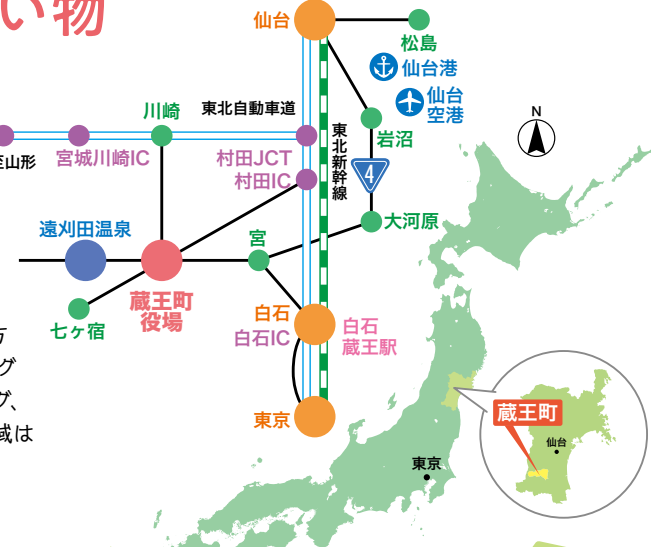 い物
仙台
松島
仙台港
仙台
空港
川崎
東北自動車道
東北新幹線
岩沼
至山形
宮城川崎IC
村田JCT
村田IC
4
N
遠刈田温泉
宮
大河原
蔵王町
役場
七ヶ宿
白石
白石IC
白石
蔵王駅
東京
グ
グ、
域は
蔵王町
仙台
東京